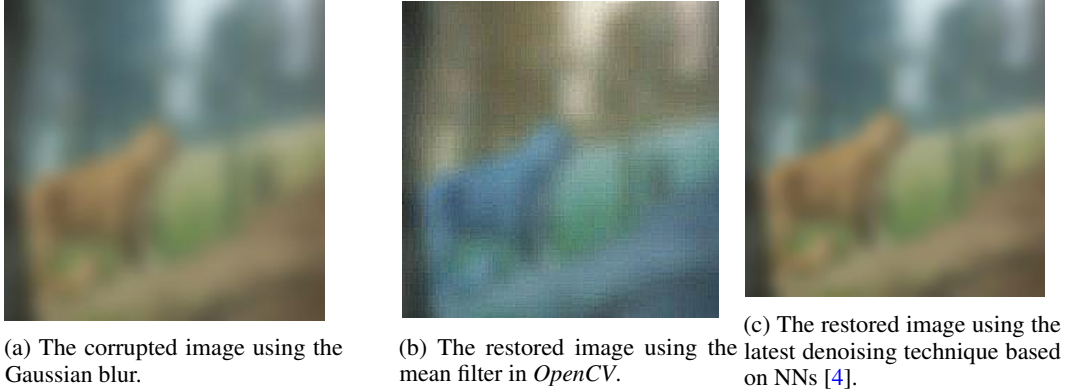 (a) The corrupted image using the
Gaussian blur.
(b) The restored image using the
mean filter in OpenCV.
(c) The restored image using the
latest denoising technique based
on NNs [4].